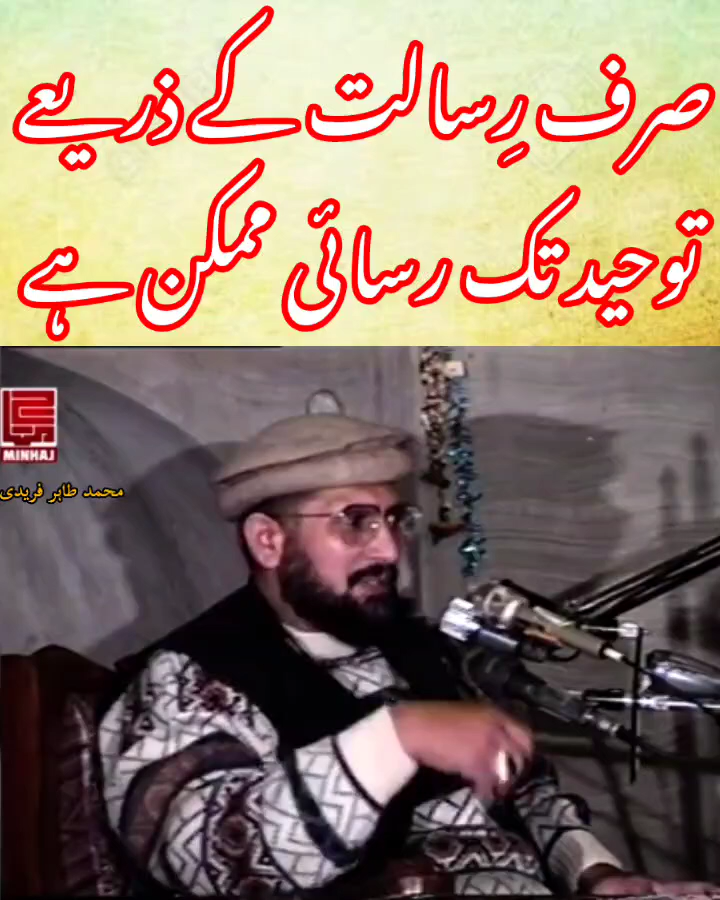 صرف رِسالت کے ذریعے
توحید تک رسائی ممکن ہے
MINHAJ
محمد طاہر فریدی